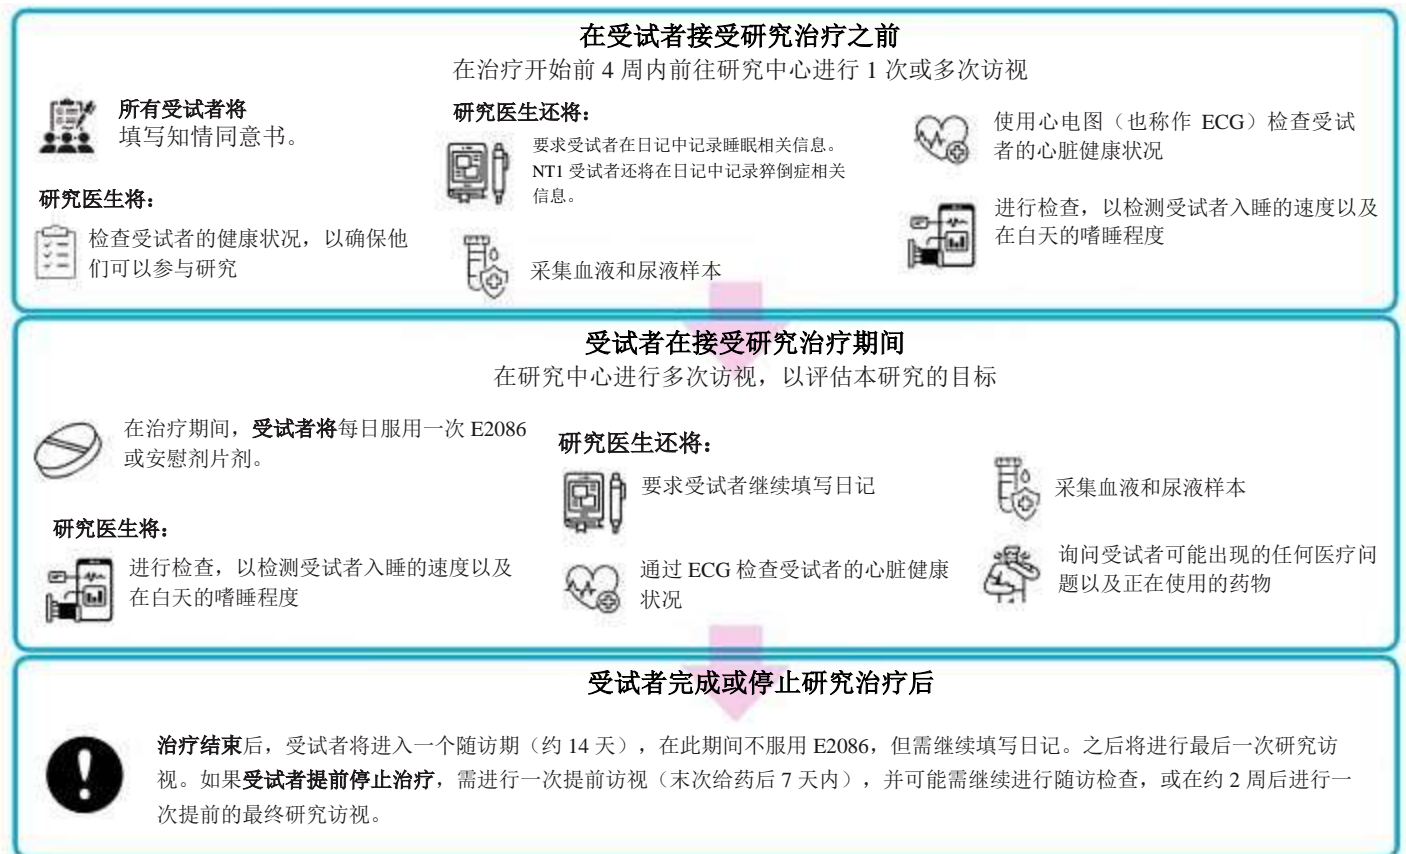 在受试者接受研究治疗之前
在治疗开始前 4 周内前往研究中心进行 1 次或多次访视
所有受试者将
填写知情同意书。
研究医生将：
检查受试者的健康状况，以确保他
们可以参与研究
研究医生还将：
要求受试者在日记中记录睡眠相关信息。
NT1 受试者还将在日记中记录猝倒症相关
信息。
采集血液和尿液样本
使用心电图（也称作 ECG）检查受试
者的心脏健康状况
进行检查，以检测受试者入睡的速度以及
在白天的嗜睡程度
受试者在接受研究治疗期间
在研究中心进行多次访视，以评估本研究的目标
在治疗期间，受试者将每日服用一次 E2086
或安慰剂片剂。
研究医生将：
进行检查，以检测受试者入睡的速度以及
在白天的嗜睡程度
研究医生还将：
要求受试者继续填写日记
通过 ECG 检查受试者的心脏健康
状况
采集血液和尿液样本
询问受试者可能出现的任何医疗问
题以及正在使用的药物
受试者完成或停止研究治疗后
治疗结束后，受试者将进入一个随访期（约 14 天），在此期间不服用 E2086，但需继续填写日记。之后将进行最后一次研究访
视。如果受试者提前停止治疗，需进行一次提前访视（末次给药后 7 天内），并可能需继续进行随访检查，或在约 2 周后进行一
次提前的最终研究访视。